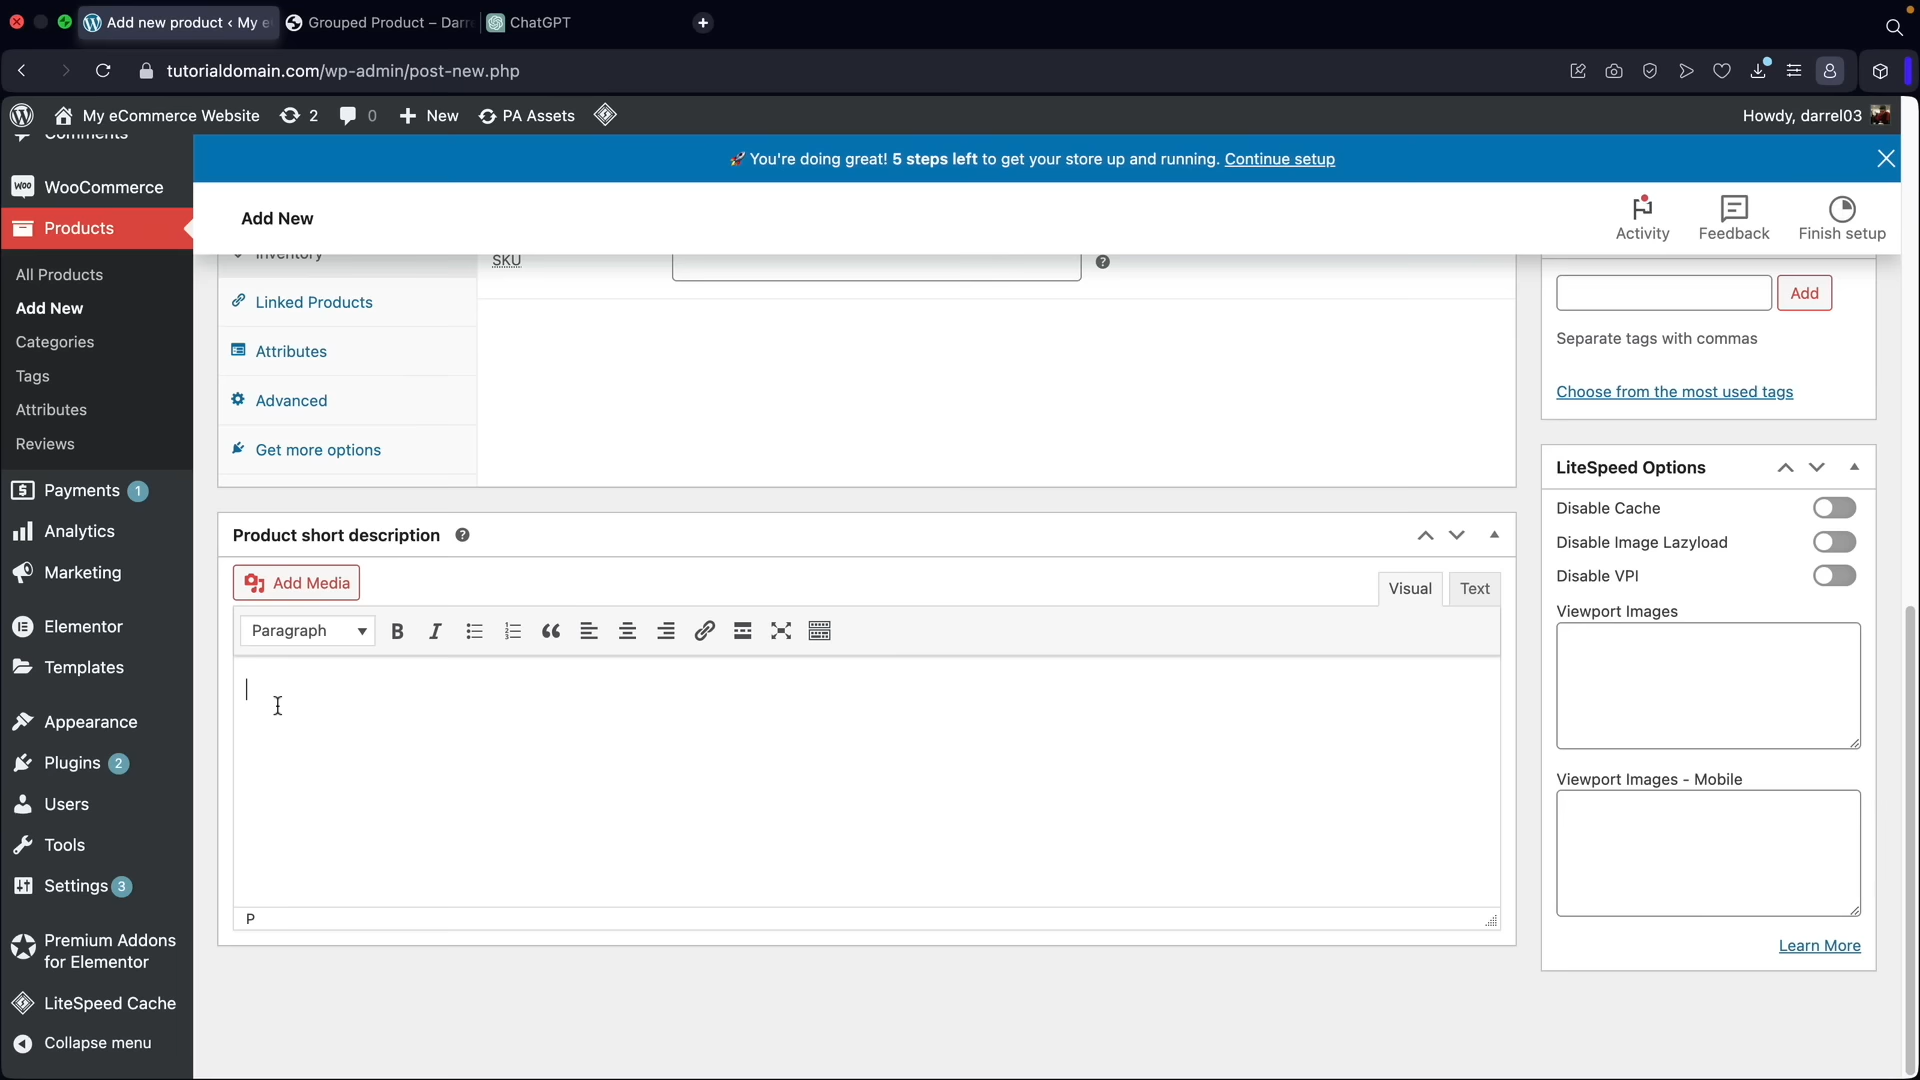 Add new product ‹ My e
Grouped Product – Darre
ChatGPT
tutorialdomain.com/wp-admin/post-new.php
My eCommerce Website
2
0
New
PA Assets
Howdy, darrel03
Comments
WooCommerce
Products
All Products
Add New
Categories
Tags
Attributes
Reviews
Payments 1
Analytics
Marketing
Elementor
Templates
Appearance
Plugins 2
Users
Tools
Settings 3
Premium Addons
for Elementor
LiteSpeed Cache
Collapse menu
🚀 You're doing great! 5 steps left to get your store up and running. Continue setup
Add New
Activity
Feedback
Finish setup
Inventory
SKU
Linked Products
Attributes
Advanced
Get more options
Product short description
Add Media
Visual
Text
Paragraph
P
Add
Separate tags with commas
Choose from the most used tags
LiteSpeed Options
Disable Cache
Disable Image Lazyload
Disable VPI
Viewport Images
Viewport Images - Mobile
Learn More